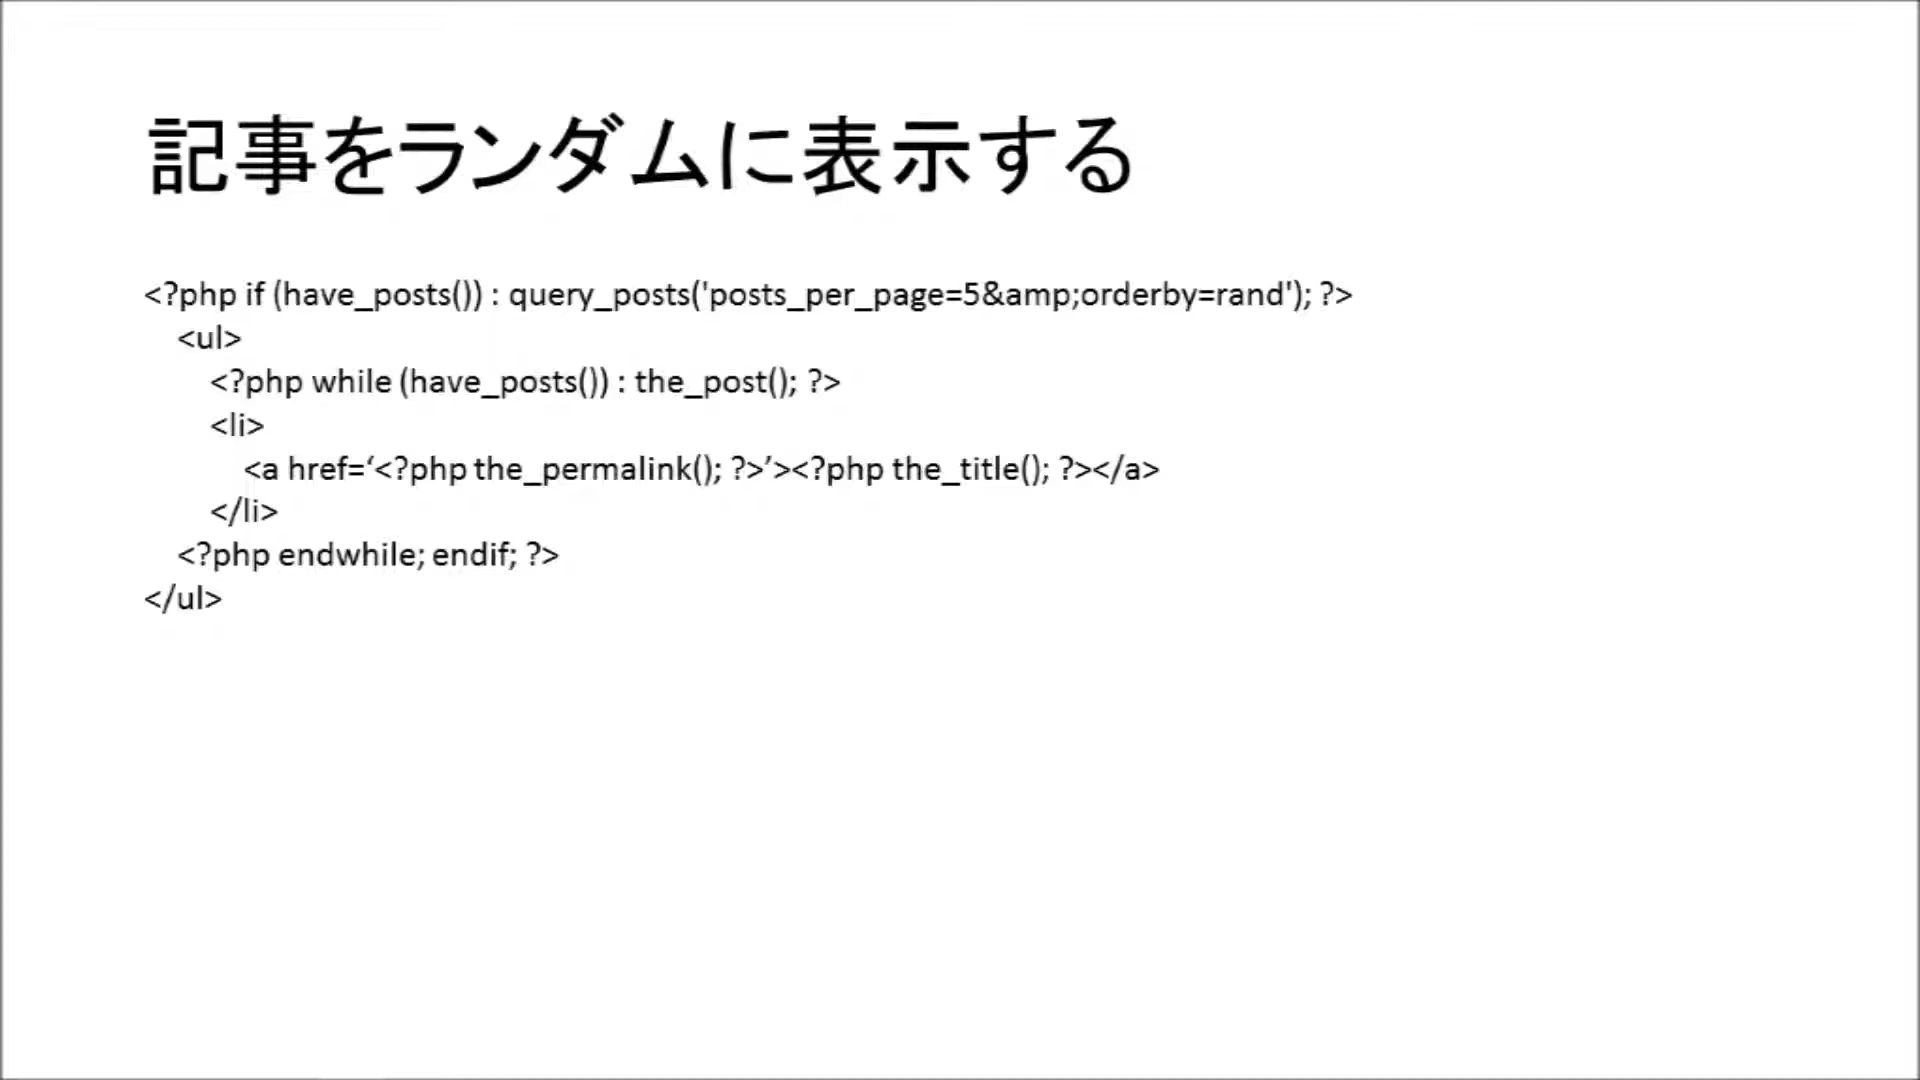 記事をランダムに表示する
<?php if (have_posts()) : query_posts('posts_per_page=5&amp;orderby=rand'); ?>
<ul>
<?php while (have_posts()) : the_post(); ?>
<li>
<a href=‘<?php the_permalink(); ?>’><?php the_title(); ?></a>
</li>
<?php endwhile; endif; ?>
</ul>